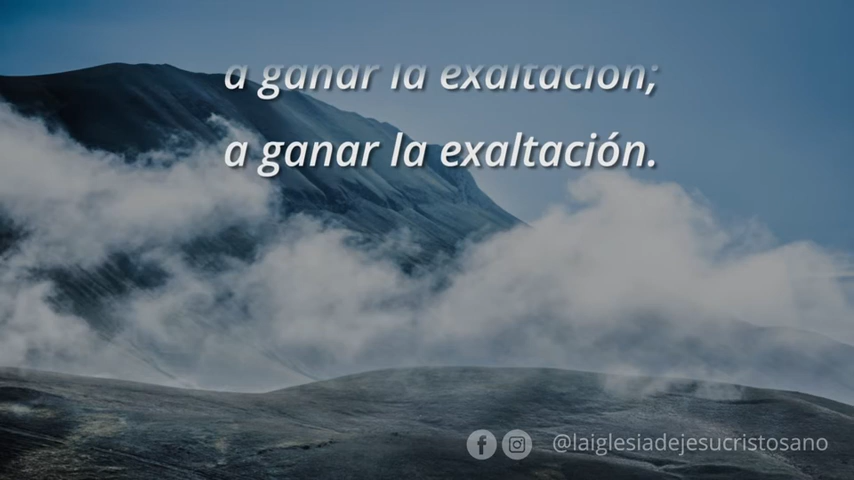 a ganar la exaltación;
a ganar la exaltación.
@laiglesiadejesucristosano